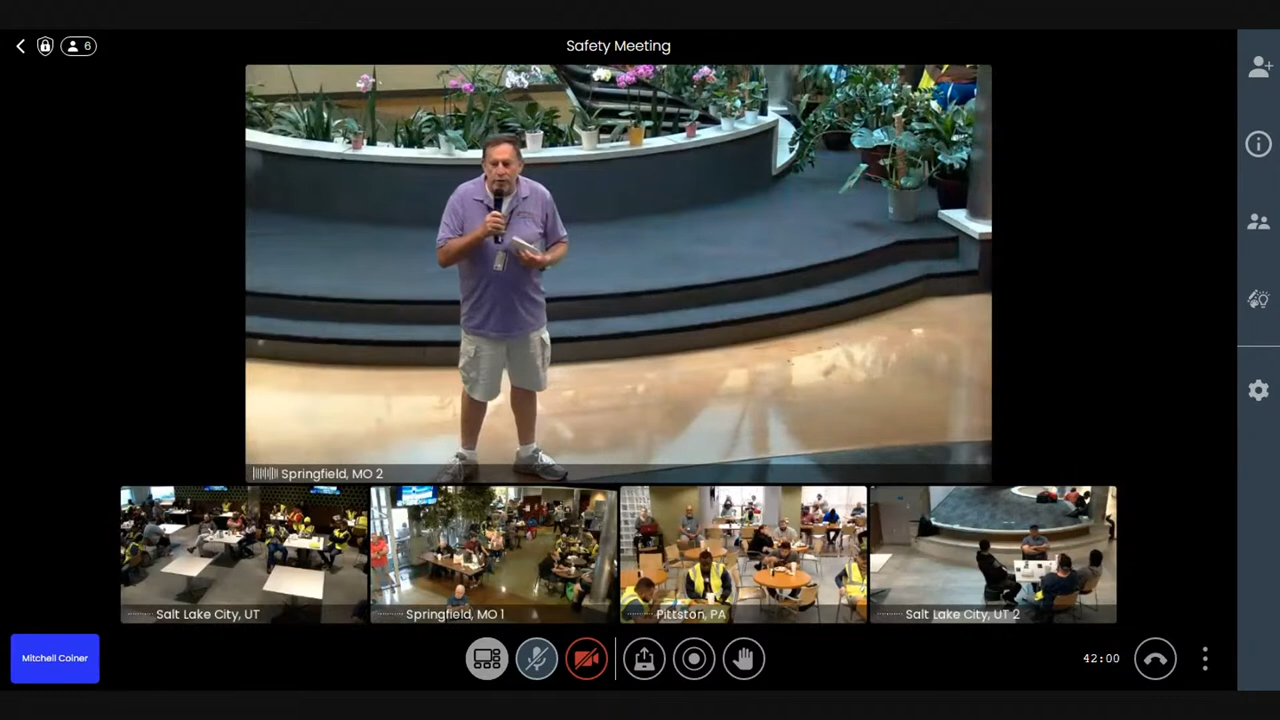 6
Safety Meeting
Springfield, MO 2
Salt Lake City, UT
Springfield, MO 1
Pittston, PA
Salt Lake City, UT 2
Mitchell Coiner
42:00